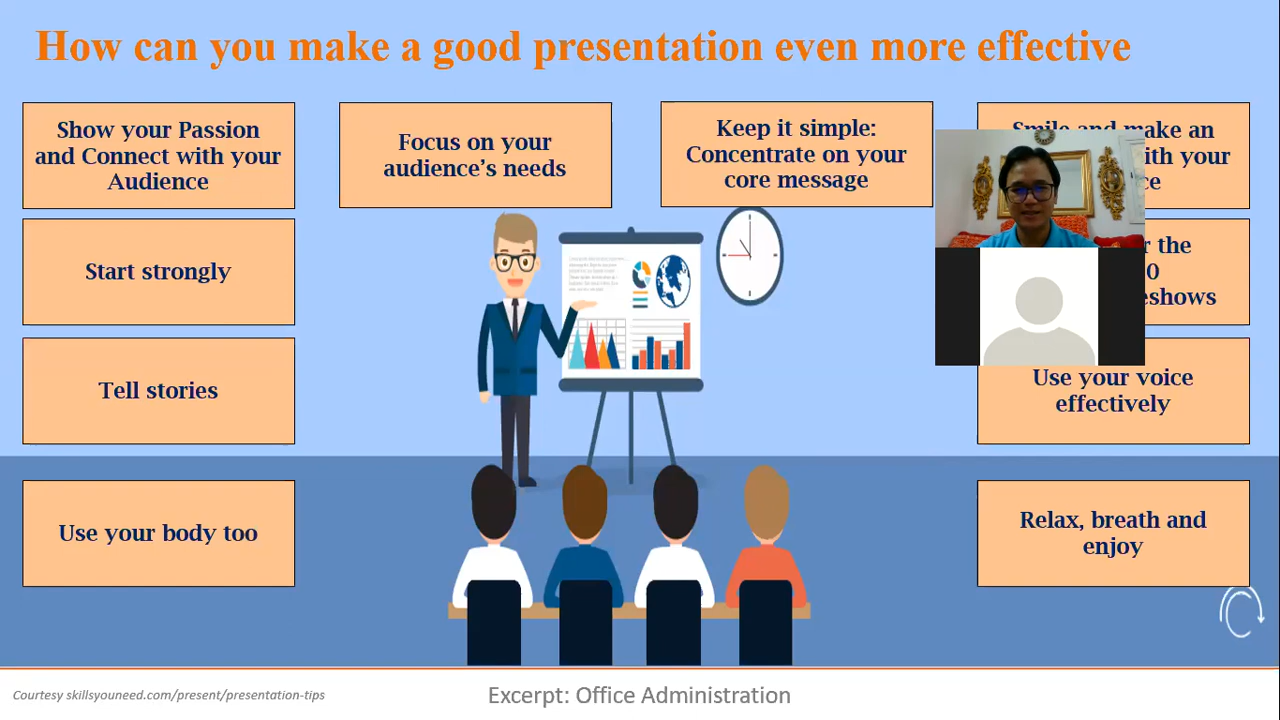 How can you make a good presentation even more effective
Show your Passion
and Connect with your
Audience
Focus on your
audience's needs
Keep it simple:
Concentrate on your
core message
Smile and make an
with your
Start strongly
the
Tell stories
Use your voice
effectively
Use your body too
Relax, breath and
enjoy
Courtesy skillsyouneed.com/present/presentation-tips
Excerpt: Office Administration